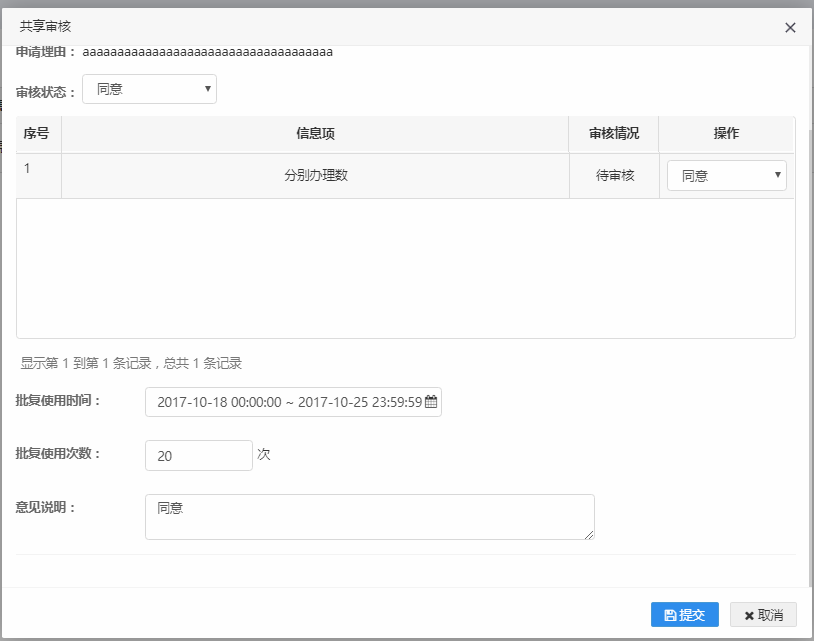 共享审核
申请理由： aaaaaaaaaaaaaaaaaaaaaaaaaaaaaaaaaaaa
审核状态： 同意
序号 信息项 审核情况 操作
1 分别办理数 待审核 同意
显示第 1 到第 1 条记录，总共 1 条记录
批复使用时间： 2017-10-18 00:00:00 ~ 2017-10-25 23:59:59
批复使用次数： 20 次
意见说明： 同意
提交 取消